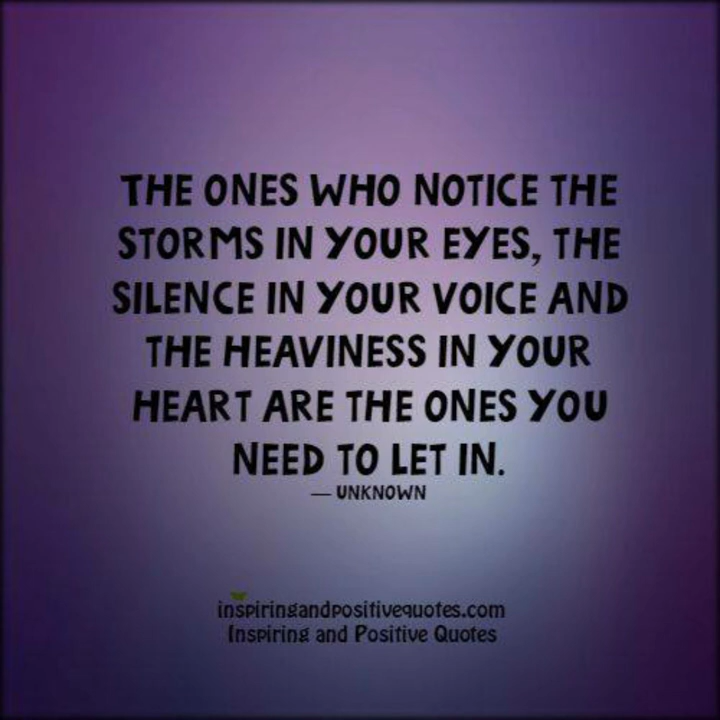 THE ONES WHO NOTICE THE
STORMS IN YOUR EYES, THE
SILENCE IN YOUR VOICE AND
THE HEAVINESS IN YOUR
HEART ARE THE ONES YOU
NEED TO LET IN.
— UNKNOWN
inspiringandpositivequotes.com
Inspiring and Positive Quotes